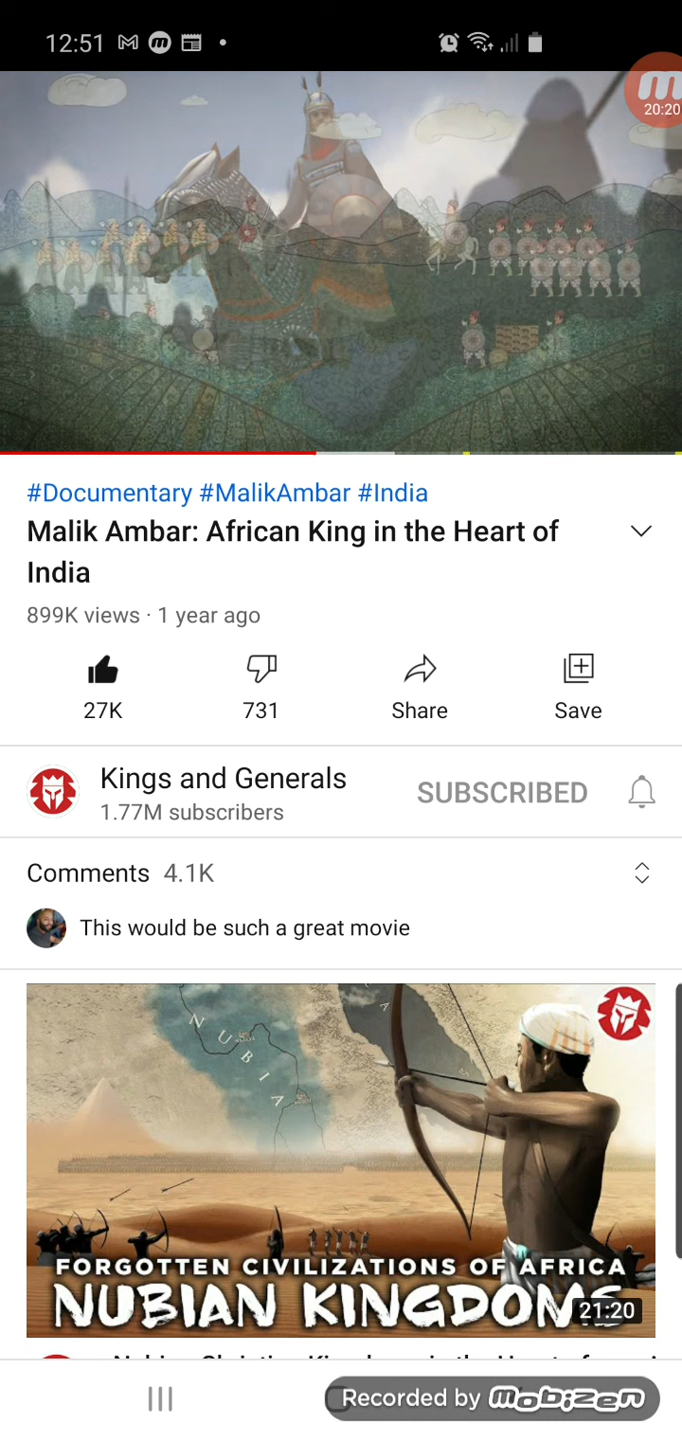 12:51
20:20
#Documentary #MalikAmbar #India
Malik Ambar: African King in the Heart of
India
899K views · 1 year ago
27K
731
Share
Save
Kings and Generals
1.77M subscribers
SUBSCRIBED
Comments 4.1K
This would be such a great movie
NUBIA
FORGOTTEN CIVILIZATIONS OF AFRICA
NUBIAN KINGDOMS
21:20
Recorded by mobizen